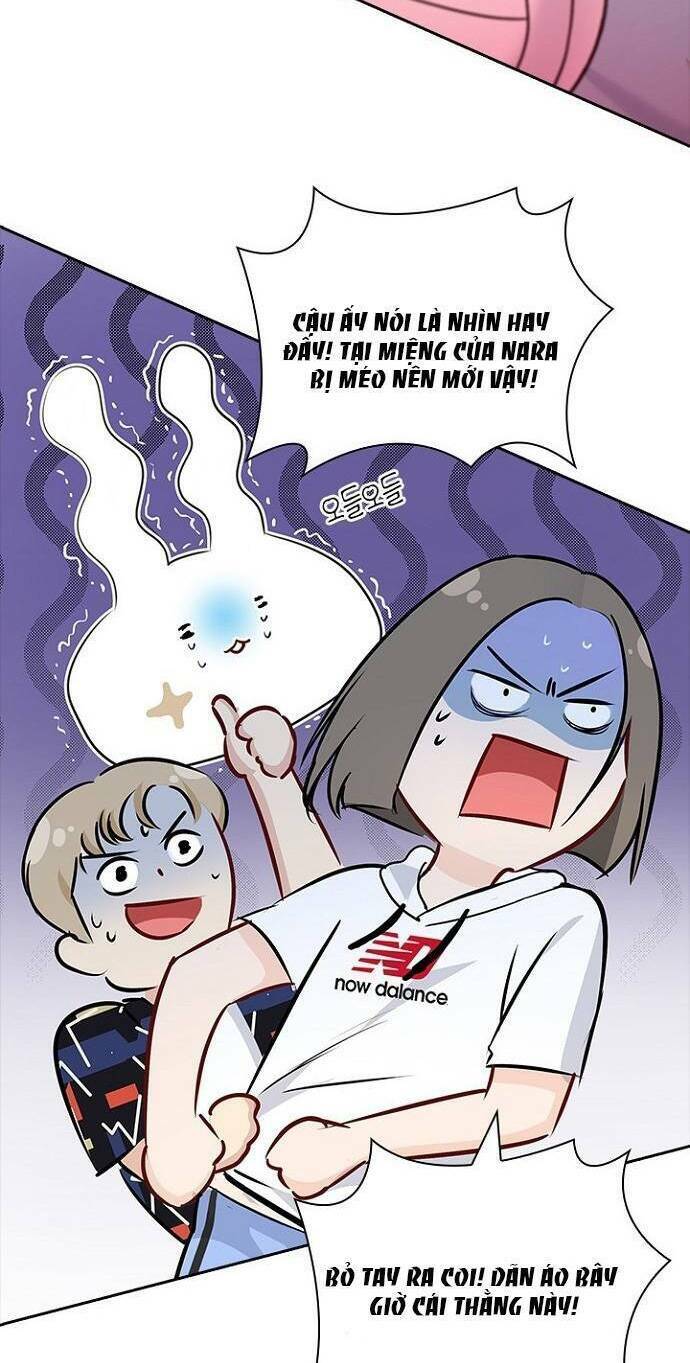 CẬU ẤY NÓI LÀ NHÌN HAY
ĐẤY! TẠI MIỆNG CỦA NARA
BỊ MÉO NÊN MỚI VẬY!
오들오들
ND
now dalance
BỎ TAY RA COI! DÃN ÁO BÂY
GIỜ CÁI THẰNG NÀY!